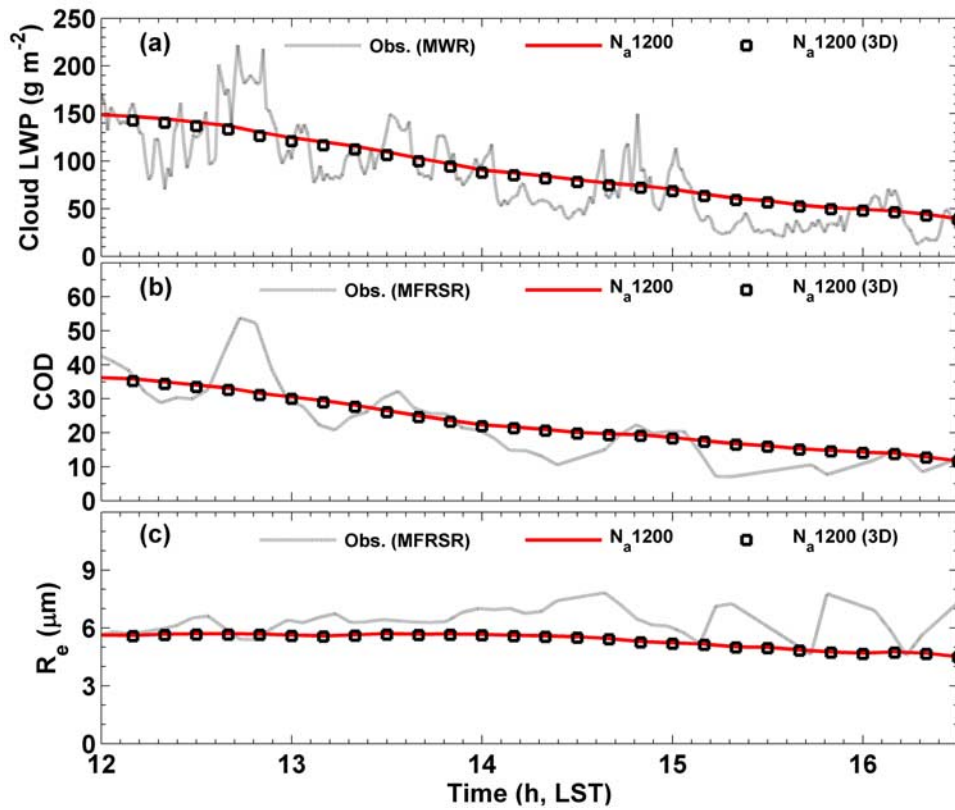 (a) Obs. (MWR) Nₐ1200 Nₐ1200 (3D)
Cloud LWP (g m⁻²)
250
200
150
100
50
0
(b) Obs. (MFRSR) Nₐ1200 Nₐ1200 (3D)
COD
60
50
40
30
20
10
0
(c) Obs. (MFRSR) Nₐ1200 Nₐ1200 (3D)
Rₑ (μm)
9
6
3
0
12 13 14 15 16
Time (h, LST)